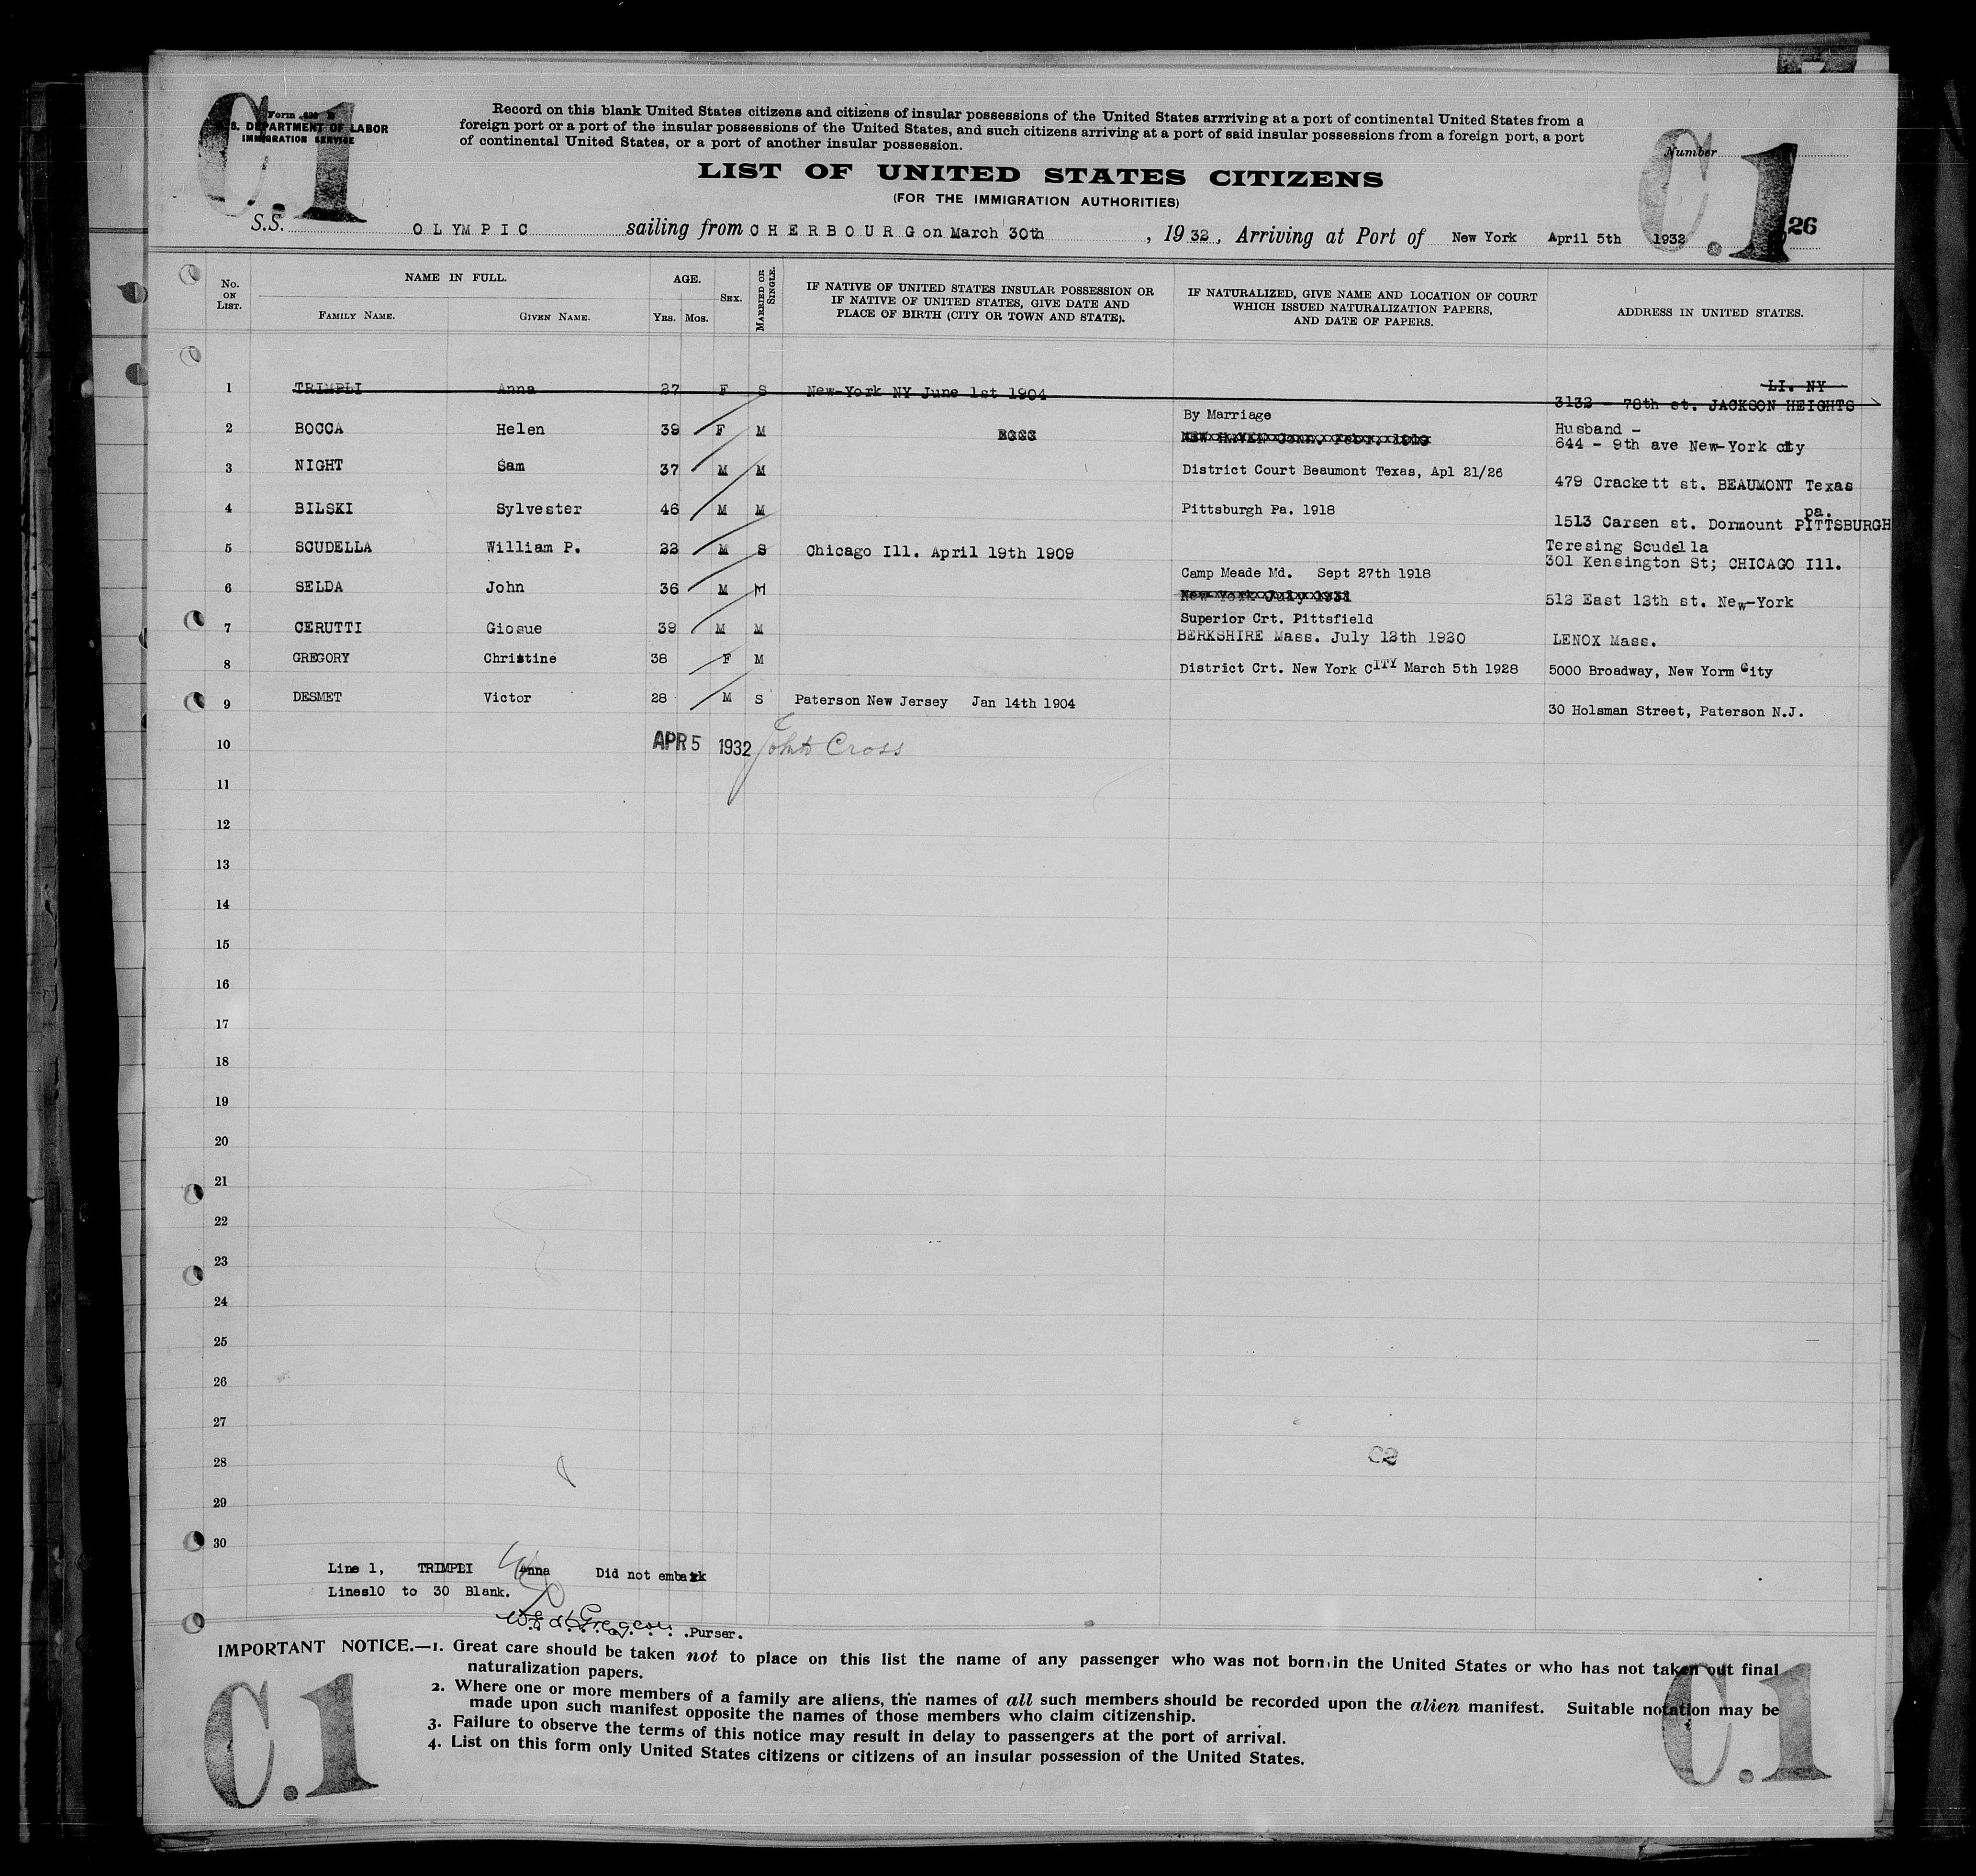 C.1
Form 630 B
U.S. DEPARTMENT OF LABOR
IMMIGRATION SERVICE
Record on this blank United States citizens and citizens of insular possessions of the United States arrriving at a port of continental United States from a
foreign port or a port of the insular possessions of the United States, and such citizens arriving at a port of said insular possessions from a foreign port, a port
of continental United States, or a port of another insular possession.
C.1
Number
26
LIST OF UNITED STATES CITIZENS
(FOR THE IMMIGRATION AUTHORITIES)
S.S. OLYMPIC sailing from CHERBOURG on March 30th, 1932, Arriving at Port of New York April 5th 1932
No. ON LIST. NAME IN FULL. AGE. SEX. MARRIED OR SINGLE. IF NATIVE OF UNITED STATES INSULAR POSSESSION OR IF NATIVE OF UNITED STATES, GIVE DATE AND PLACE OF BIRTH (CITY OR TOWN AND STATE). IF NATURALIZED, GIVE NAME AND LOCATION OF COURT WHICH ISSUED NATURALIZATION PAPERS, AND DATE OF PAPERS. ADDRESS IN UNITED STATES.
FAMILY NAME. GIVEN NAME. YRS. MOS.
LI. NY
1 TRIMPLI Anna 27 F S New-York NY June 1st 1904 3132 - 78th st. JACKSON HEIGHTS
By Marriage Husband -
2 BOCCA Helen 39 F M NEW HAVEN Conn. Febr. 1919 644 - 9th ave New-York city
3 NIGHT Sam 37 M M District Court Beaumont Texas, Apl 21/26 479 Crackett st. BEAUMONT Texas
pa.
4 BILSKI Sylvester 46 M M Pittsburgh Pa. 1918 1513 Carsen st. Dormount PITTSBURGH
Teresing Scudella
5 SCUDELLA William P. 22 M S Chicago Ill. April 19th 1909 301 Kensington St; CHICAGO Ill.
Camp Meade Md. Sept 27th 1918
6 SELDA John 36 M M New York July 1931 512 East 12th st. New-York
Superior Crt. Pittsfield
7 CERUTTI Giosue 39 M M BERKSHIRE Mass. July 12th 1920 LENOX Mass.
8 GREGORY Christine 38 F M District Crt. New York CITY March 5th 1928 5000 Broadway, New Yorm City
9 DESMET Victor 28 M S Paterson New Jersey Jan 14th 1904 30 Holsman Street, Paterson N.J.
10 APR 5 1932 John Cross
11
12
13
14
15
16
17
18
19
20
21
22
23
24
25
26
27
28
C2
29
30
Line 1, TRIMPLI Anna Did not embark
Lines10 to 30 Blank.
Purser.
IMPORTANT NOTICE.—1. Great care should be taken not to place on this list the name of any passenger who was not born in the United States or who has not taken out final
naturalization papers.
2. Where one or more members of a family are aliens, the names of all such members should be recorded upon the alien manifest. Suitable notation may be
made upon such manifest opposite the names of those members who claim citizenship.
3. Failure to observe the terms of this notice may result in delay to passengers at the port of arrival.
4. List on this form only United States citizens or citizens of an insular possession of the United States.
C.1
C.1